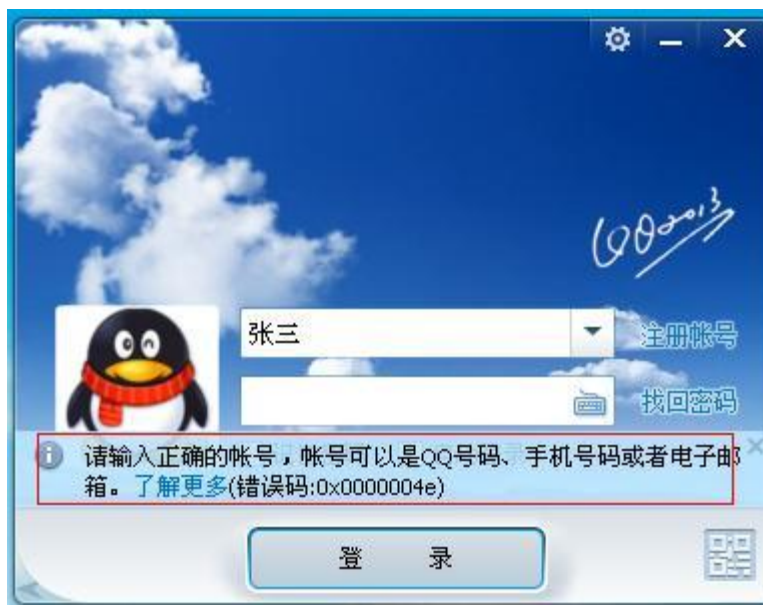 QQ2013
张三
注册帐号
找回密码
请输入正确的帐号，帐号可以是QQ号码、手机号码或者电子邮
箱。了解更多(错误码:0x0000004e)
登 录